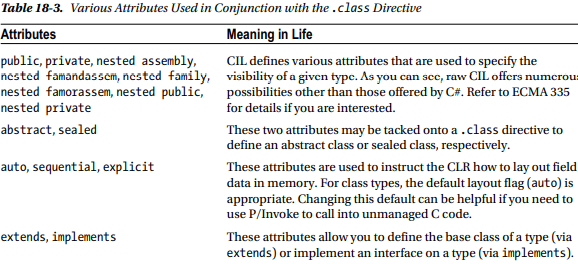 Table 18-3. Various Attributes Used in Conjunction with the .class Directive
Attributes Meaning in Life
public, private, nested assembly, CIL defines various attributes that are used to specify the
nested famandassem, nested family, visibility of a given type. As you can see, raw CIL offers numerous
nested famorassem, nested public, possibilities other than those offered by C#. Refer to ECMA 335
nested private for details if you are interested.
abstract, sealed These two attributes may be tacked onto a .class directive to
define an abstract class or sealed class, respectively.
auto, sequential, explicit These attributes are used to instruct the CLR how to lay out field
data in memory. For class types, the default layout flag (auto) is
appropriate. Changing this default can be helpful if you need to
use P/Invoke to call into unmanaged C code.
extends, implements These attributes allow you to define the base class of a type (via
extends) or implement an interface on a type (via implements).